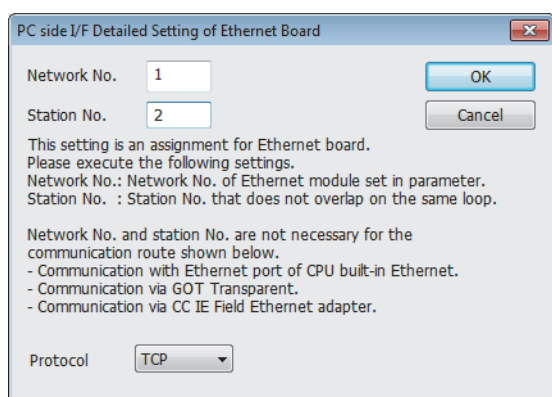 PC side I/F Detailed Setting of Ethernet Board
Network No. 1 OK
Station No. 2 Cancel
This setting is an assignment for Ethernet board.
Please execute the following settings.
Network No.: Network No. of Ethernet module set in parameter.
Station No. : Station No. that does not overlap on the same loop.
Network No. and station No. are not necessary for the
communication route shown below.
- Communication with Ethernet port of CPU built-in Ethernet.
- Communication via GOT Transparent.
- Communication via CC IE Field Ethernet adapter.
Protocol TCP